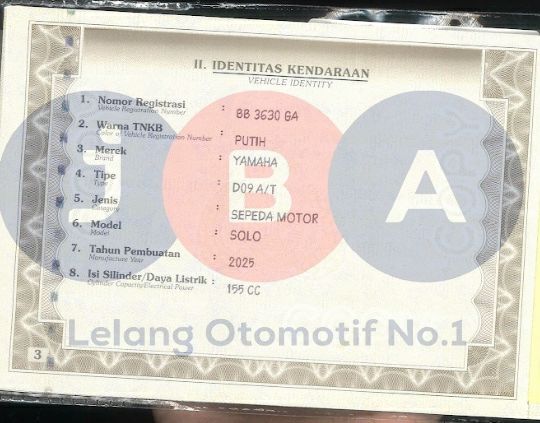 II. IDENTITAS KENDARAAN
VEHICLE IDENTITY
1. Nomor Registrasi : BB 3630 GA
Vehicle Registration Number
2. Warna TNKB : PUTIH
Color of Vehicle Registration Number
3. Merek : YAMAHA
Brand
4. Tipe : D09 A/T
Type
5. Jenis : SEPEDA MOTOR
Category
6. Model : SOLO
Model
7. Tahun Pembuatan : 2025
Manufacture Year
8. Isi Silinder/Daya Listrik : 155 CC
Cylinder Capacity/Electrical Power
JBA
Lelang Otomotif No.1
3